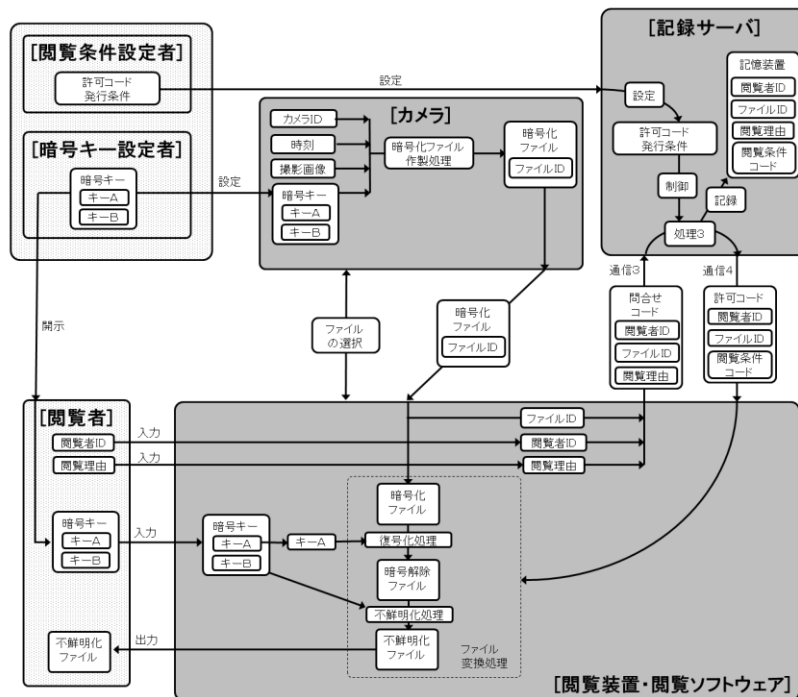 [閲覧条件設定者]
許可コード
発行条件
[暗号キー設定者]
暗号キー
キーA
キーB
設定
設定
開示
[カメラ]
カメラID
時刻
撮影画像
暗号キー
キーA
キーB
暗号化ファイル
作製処理
暗号化
ファイル
ファイルID
[記録サーバ]
設定
許可コード
発行条件
制御
処理3
記録
記憶装置
閲覧者ID
ファイルID
閲覧理由
閲覧条件
コード
通信3
通信4
ファイル
の選択
暗号化
ファイル
ファイルID
問合せ
コード
閲覧者ID
ファイルID
閲覧理由
許可コード
閲覧者ID
ファイルID
閲覧条件
コード
[閲覧者]
閲覧者ID
閲覧理由
暗号キー
キーA
キーB
不鮮明化
ファイル
入力
入力
入力
出力
ファイルID
閲覧者ID
閲覧理由
暗号キー
キーA
キーB
キーA
暗号化
ファイル
復号化処理
暗号解除
ファイル
不鮮明化処理
不鮮明化
ファイル
ファイル
変換処理
[閲覧装置・閲覧ソフトウェア]